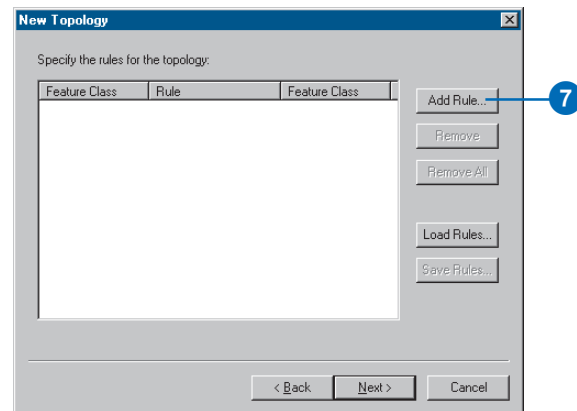 New Topology
Specify the rules for the topology:
Feature Class Rule Feature Class
Add Rule...
7
Remove
Remove All
Load Rules...
Save Rules...
< Back Next > Cancel